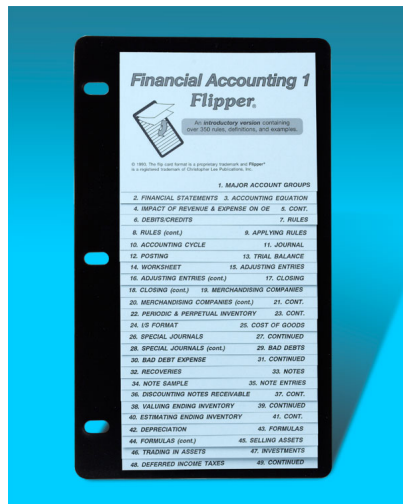 Financial Accounting 1
Flipper®
An introductory version containing
over 350 rules, definitions, and examples.
© 1993. The flip card format is a proprietary trademark and Flipper®
is a registered trademark of Christopher Lee Publications, Inc.
1. MAJOR ACCOUNT GROUPS
2. FINANCIAL STATEMENTS 3. ACCOUNTING EQUATION
4. IMPACT OF REVENUE & EXPENSE ON OE 5. CONT.
6. DEBITS/CREDITS 7. RULES
8. RULES (cont.) 9. APPLYING RULES
10. ACCOUNTING CYCLE 11. JOURNAL
12. POSTING 13. TRIAL BALANCE
14. WORKSHEET 15. ADJUSTING ENTRIES
16. ADJUSTING ENTRIES (cont.) 17. CLOSING
18. CLOSING (cont.) 19. MERCHANDISING COMPANIES
20. MERCHANDISING COMPANIES (cont.) 21. CONT.
22. PERIODIC & PERPETUAL INVENTORY 23. CONT.
24. I/S FORMAT 25. COST OF GOODS
26. SPECIAL JOURNALS 27. CONTINUED
28. SPECIAL JOURNALS (cont.) 29. BAD DEBTS
30. BAD DEBT EXPENSE 31. CONTINUED
32. RECOVERIES 33. NOTES
34. NOTE SAMPLE 35. NOTE ENTRIES
36. DISCOUNTING NOTES RECEIVABLE 37. CONT.
38. VALUING ENDING INVENTORY 39. CONTINUED
40. ESTIMATING ENDING INVENTORY 41. CONT.
42. DEPRECIATION 43. FORMULAS
44. FORMULAS (cont.) 45. SELLING ASSETS
46. TRADING IN ASSETS 47. INVESTMENTS
48. DEFERRED INCOME TAXES 49. CONTINUED